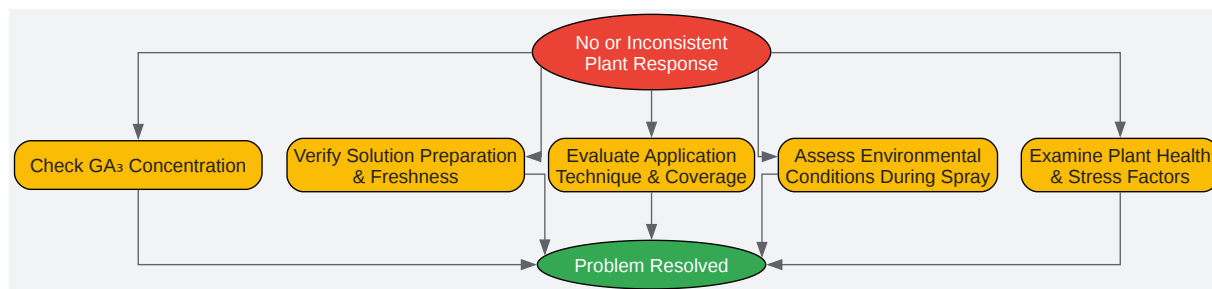 No or Inconsistent
Plant Response
Check GA₃ Concentration
Verify Solution Preparation
& Freshness
Evaluate Application
Technique & Coverage
Assess Environmental
Conditions During Spray
Examine Plant Health
& Stress Factors
Problem Resolved